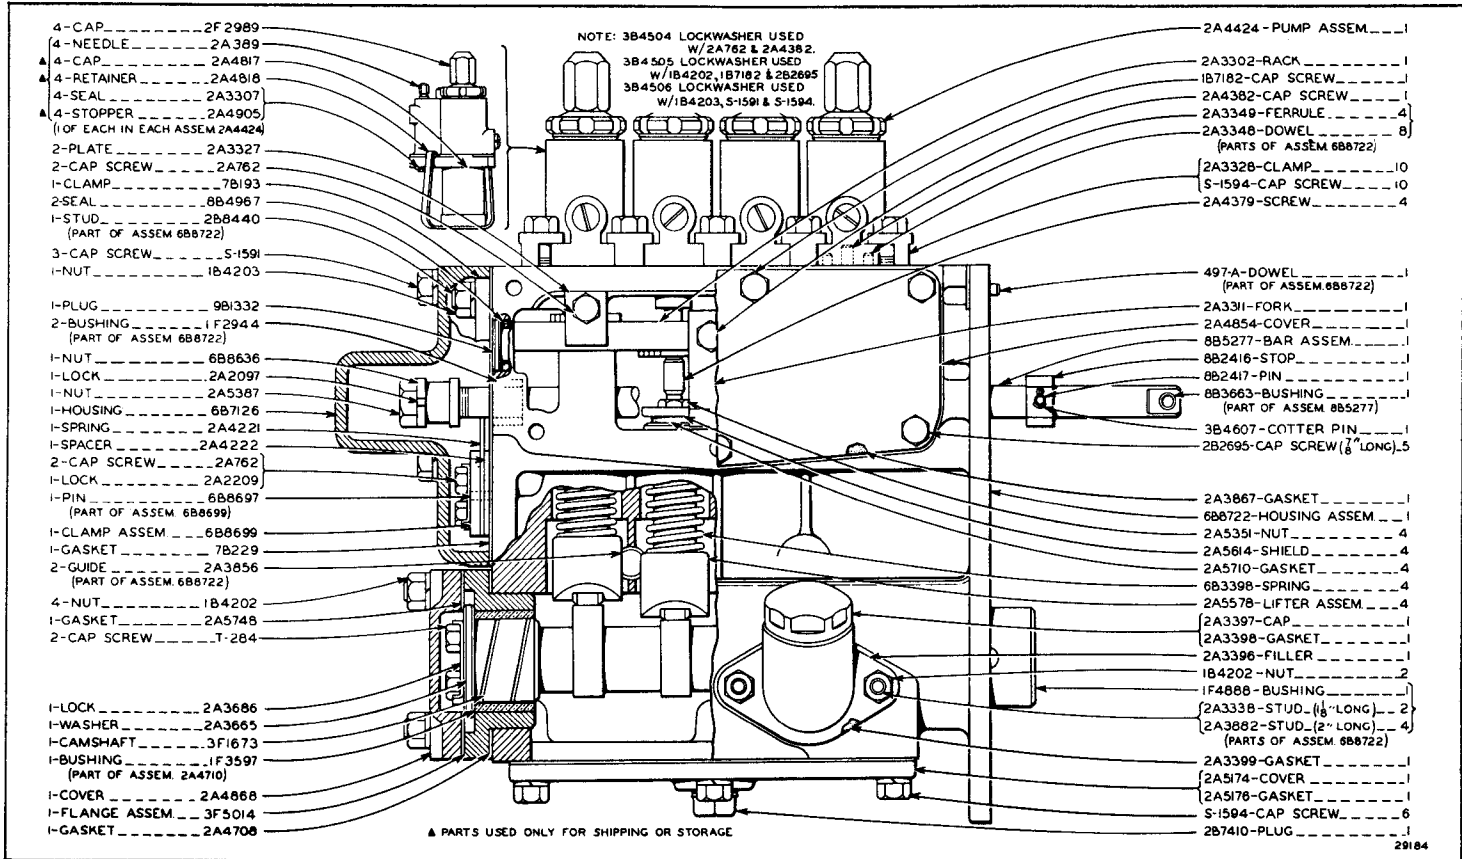 4-CAP 2F2989
4-NEEDLE 2A389
▲ 4-CAP 2A4817
▲ 4-RETAINER 2A4818
4-SEAL 2A3307
▲ 4-STOPPER 2A4905
(1 OF EACH IN EACH ASSEM. 2A4424)
2-PLATE 2A3327
2-CAP SCREW 2A762
1-CLAMP 7B193
2-SEAL 8B4967
1-STUD 2B8440
(PART OF ASSEM 6B8722)
3-CAP SCREW S-1591
1-NUT 1B4203
1-PLUG 9B1332
2-BUSHING 1F2944
(PART OF ASSEM 6B8722)
1-NUT 6B8636
1-LOCK 2A2097
1-NUT 2A5387
1-HOUSING 6B7126
1-SPRING 2A4221
1-SPACER 2A4222
2-CAP SCREW 2A762
1-LOCK 2A2209
1-PIN 6B8697
(PART OF ASSEM. 6B8699)
1-CLAMP ASSEM. 6B8699
1-GASKET 7B229
2-GUIDE 2A3856
(PART OF ASSEM. 6B8722)
4-NUT 1B4202
1-GASKET 2A5748
2-CAP SCREW T-284
1-LOCK 2A3686
1-WASHER 2A3665
1-CAMSHAFT 3F1673
1-BUSHING 1F3597
(PART OF ASSEM. 2A4710)
1-COVER 2A4868
1-FLANGE ASSEM. 3F5014
1-GASKET 2A4708
NOTE: 3B4504 LOCKWASHER USED
W/2A762 & 2A4382.
3B4505 LOCKWASHER USED
W/1B4202, 1B7182 & 2B2695
3B4506 LOCKWASHER USED
W/1B4203, S-1591 & S-1594.
▲ PARTS USED ONLY FOR SHIPPING OR STORAGE
2A4424-PUMP ASSEM. 1
2A3302-RACK 1
1B7182-CAP SCREW 1
2A4382-CAP SCREW 1
2A3349-FERRULE 4
2A3348-DOWEL 8
(PARTS OF ASSEM. 6B8722)
2A3328-CLAMP 10
S-1594-CAP SCREW 10
2A4379-SCREW 4
497-A-DOWEL 1
(PART OF ASSEM. 6B8722)
2A3311-FORK 1
2A4854-COVER 1
8B5277-BAR ASSEM. 1
8B2416-STOP 1
8B2417-PIN 1
8B3663-BUSHING 1
(PART OF ASSEM. 8B5277)
3B4607-COTTER PIN 1
2B2695-CAP SCREW (7/8" LONG) 5
2A3867-GASKET 1
6B8722-HOUSING ASSEM. 1
2A5351-NUT 4
2A5614-SHIELD 4
2A5710-GASKET 4
6B3398-SPRING 4
2A5578-LIFTER ASSEM. 4
2A3397-CAP 1
2A3398-GASKET 1
2A3396-FILLER 1
1B4202-NUT 2
1F4888-BUSHING 1
2A3338-STUD (1 1/8" LONG) 2
2A3882-STUD (2" LONG) 4
(PARTS OF ASSEM. 6B8722)
2A3399-GASKET 1
2A5174-COVER 1
2A5176-GASKET 1
S-1594-CAP SCREW 6
2B7410-PLUG 1
29184